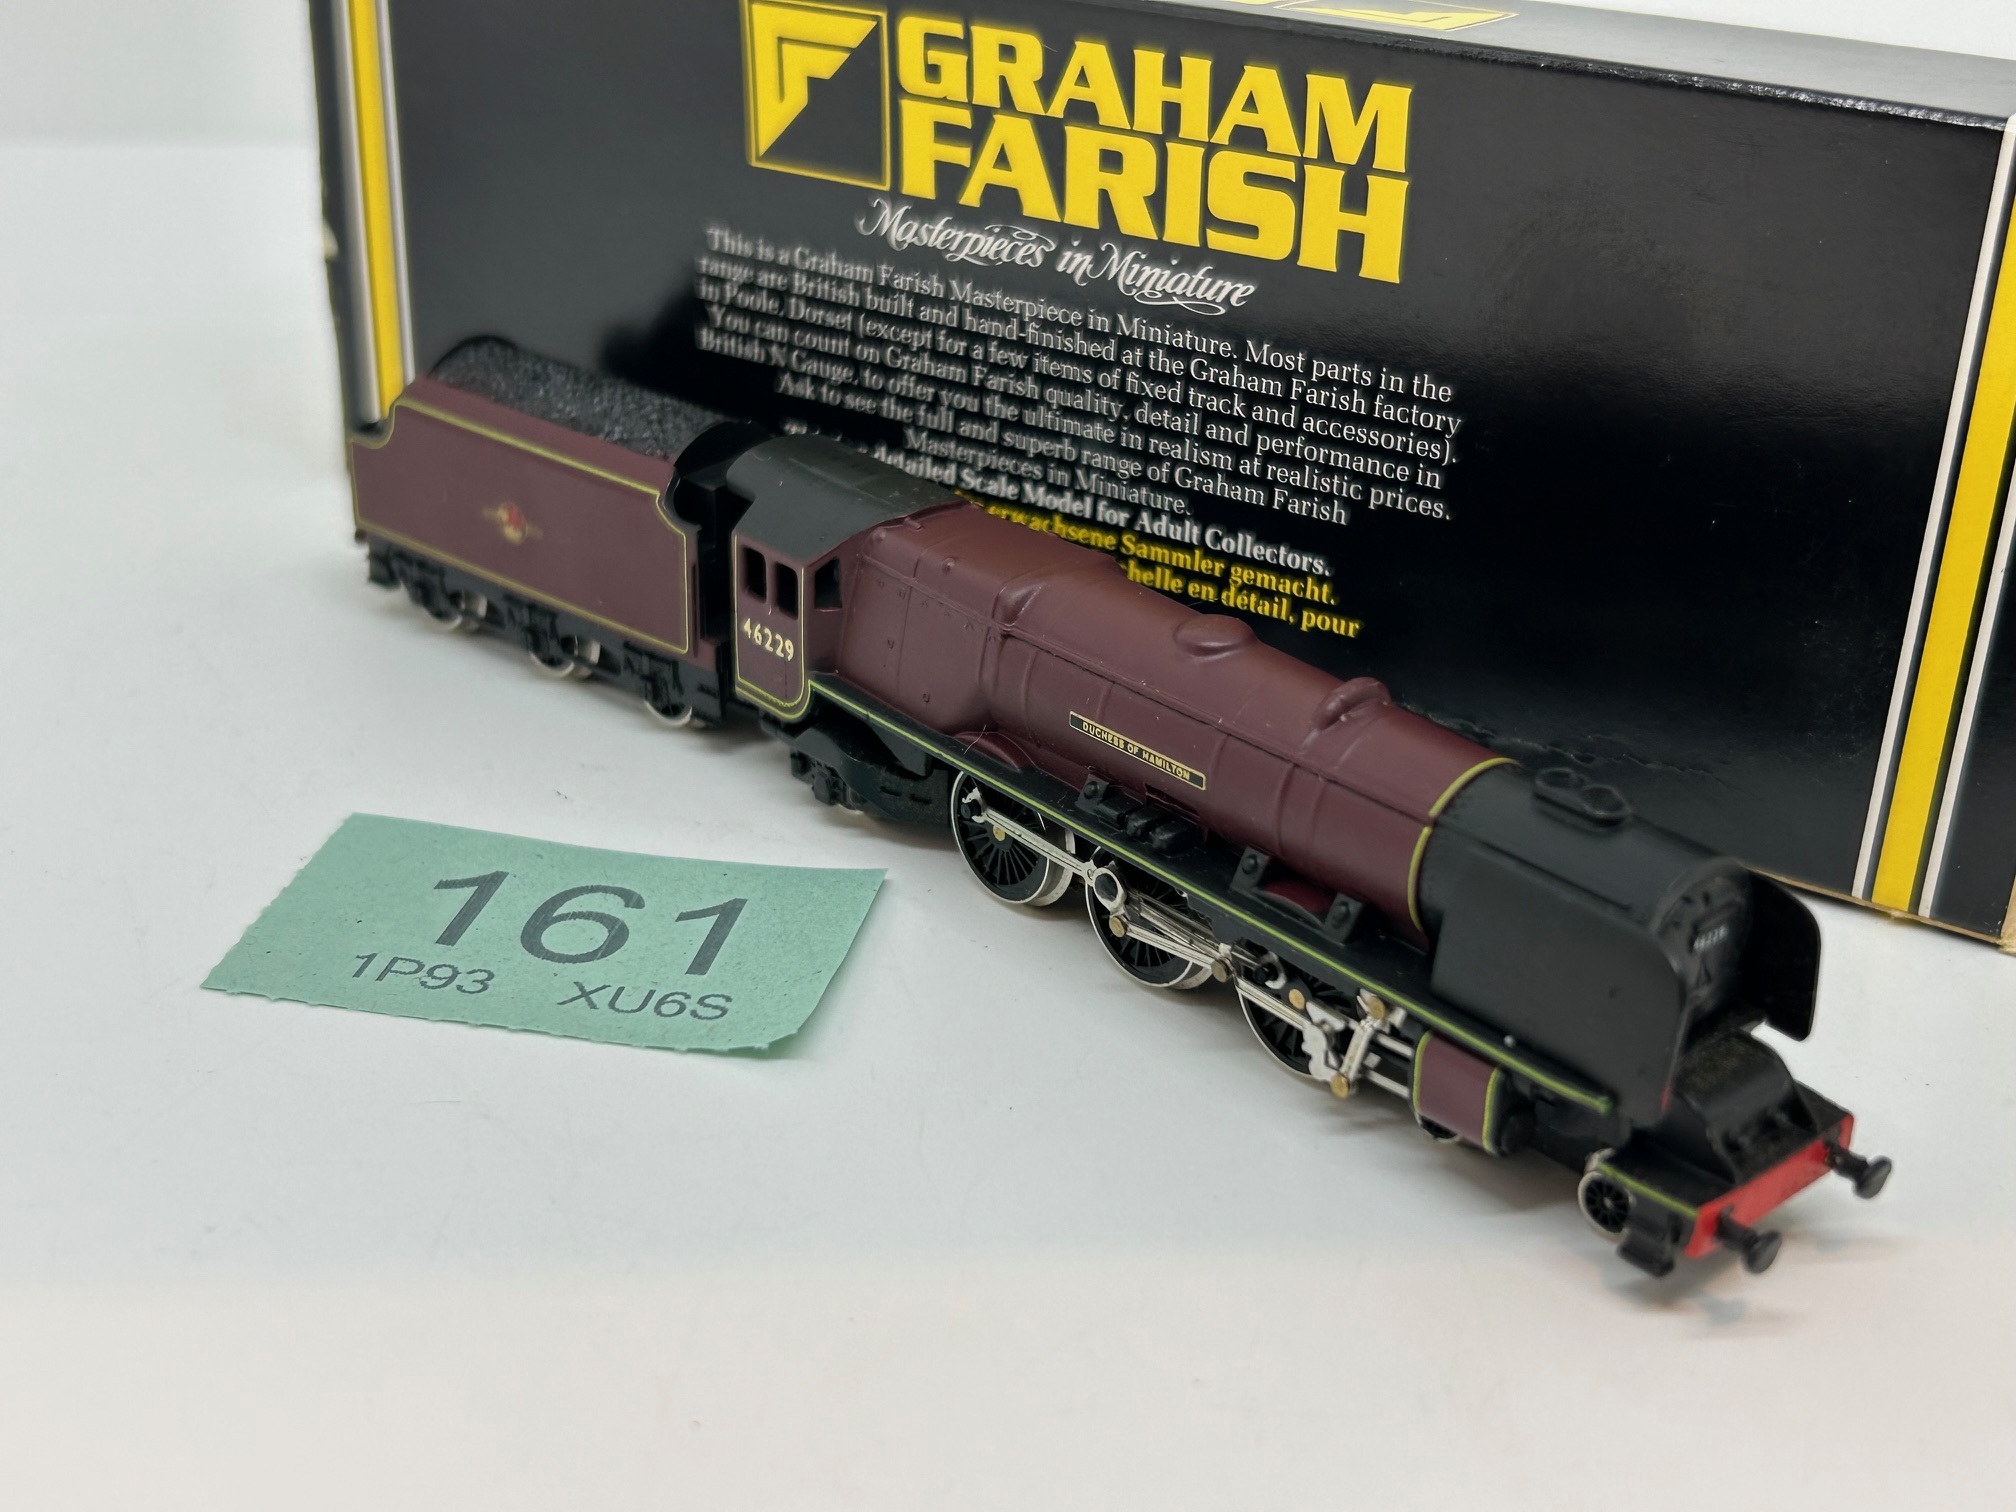 GRAHAM
FARISH
Masterpieces in Miniature
This is a Graham Farish Masterpiece in Miniature. Most parts in the
range are British built and hand-finished at the Graham Farish factory
in Poole, Dorset (except for a few items of fixed track and accessories).
You can count on Graham Farish quality, detail and performance in
British N Gauge, to offer you the ultimate in realism at realistic prices.
Ask to see the full and superb range of Graham Farish
Masterpieces in Miniature.
detailed Scale Model for Adult Collectors.
erwachsene Sammler gemacht.
en détail, pour
46229
DUCHESS OF HAMILTON
161
1P93 XU6S